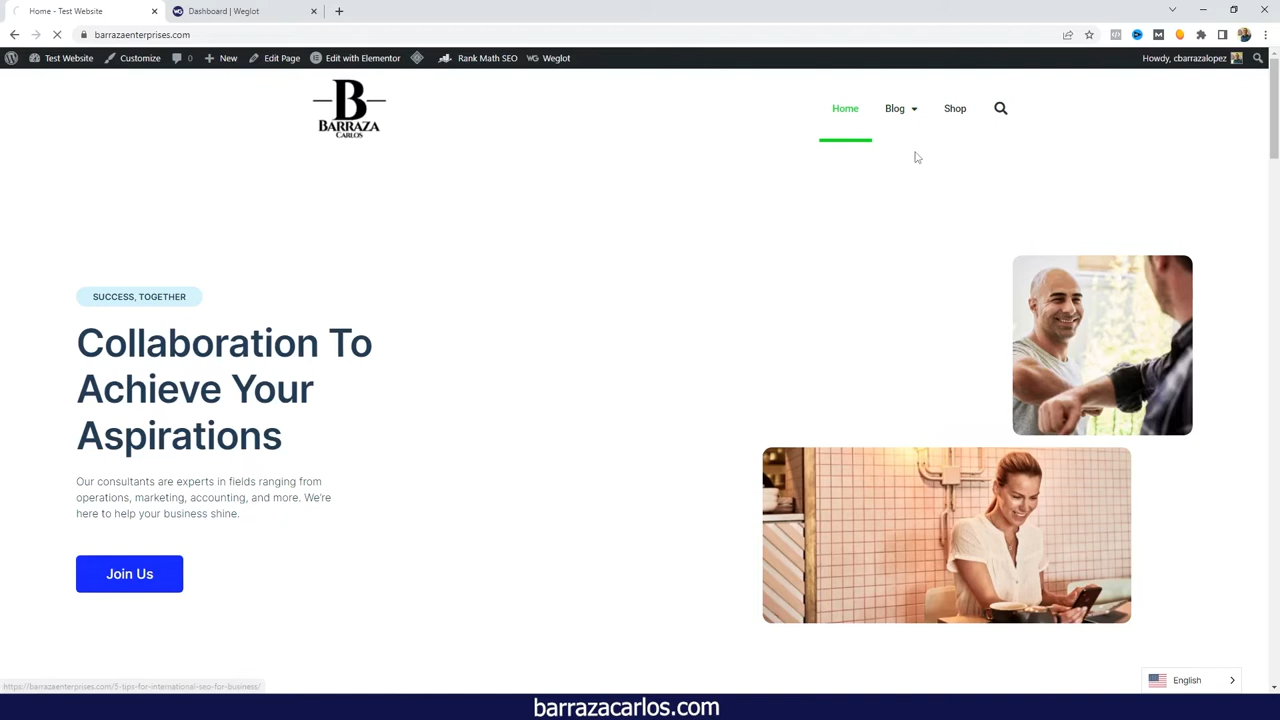 Home - Test Website
Dashboard | Weglot
barrazaenterprises.com
Test Website
Customize
0
New
Edit Page
Edit with Elementor
Rank Math SEO
WG Weglot
Howdy, cbarrazalopez
B
BARRAZA
CARLOS
Home
Blog
Shop
SUCCESS, TOGETHER
Collaboration To
Achieve Your
Aspirations
Our consultants are experts in fields ranging from
operations, marketing, accounting, and more. We're
here to help your business shine.
Join Us
English
https://barrazaenterprises.com/5-tips-for-international-seo-for-business/
barrazacarlos.com